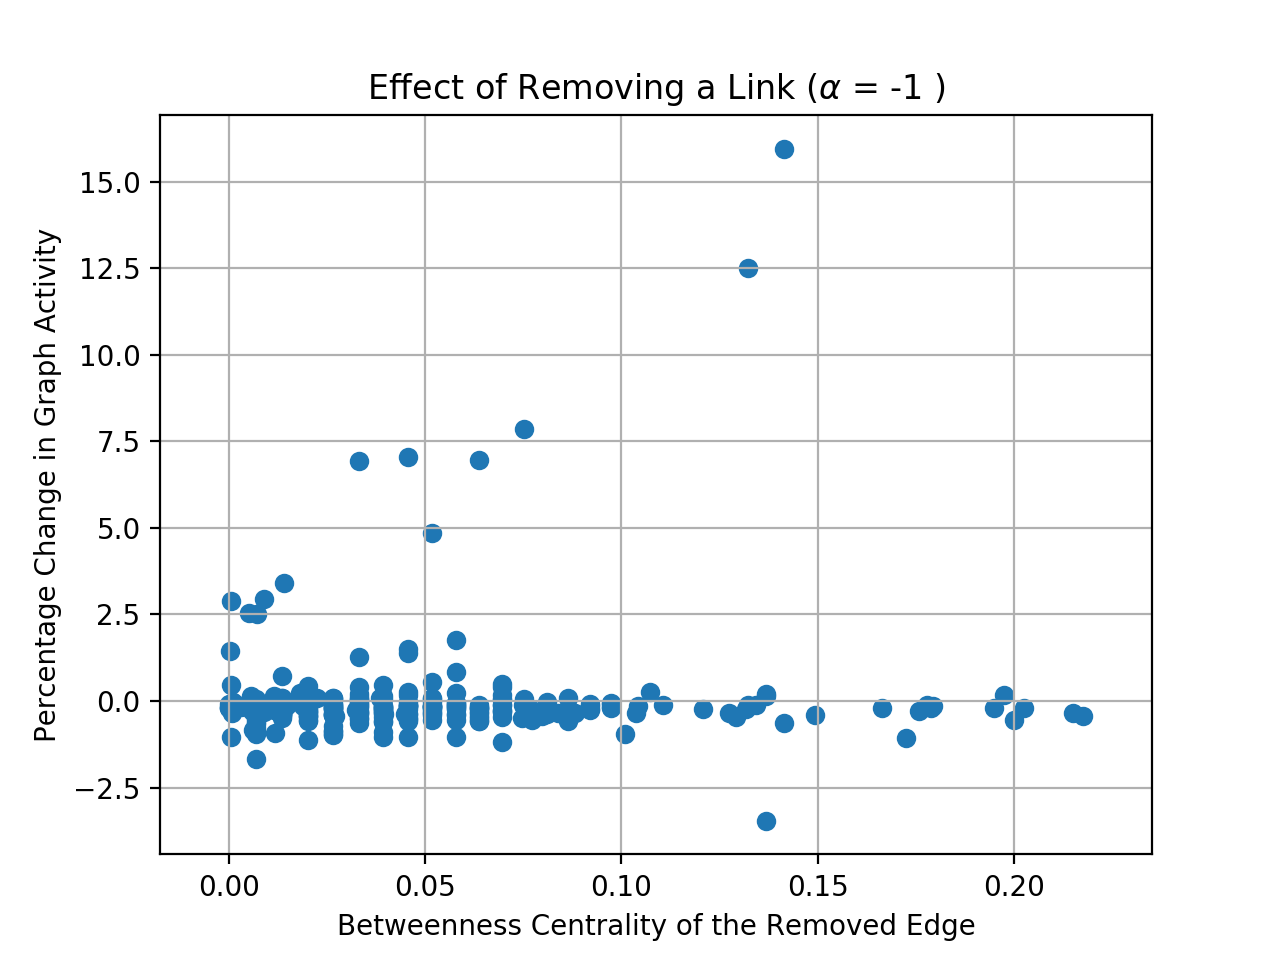 Effect of Removing a Link (α = -1 )
15.0
12.5
10.0
7.5
5.0
2.5
0.0
−2.5
Percentage Change in Graph Activity
0.00 0.05 0.10 0.15 0.20
Betweenness Centrality of the Removed Edge